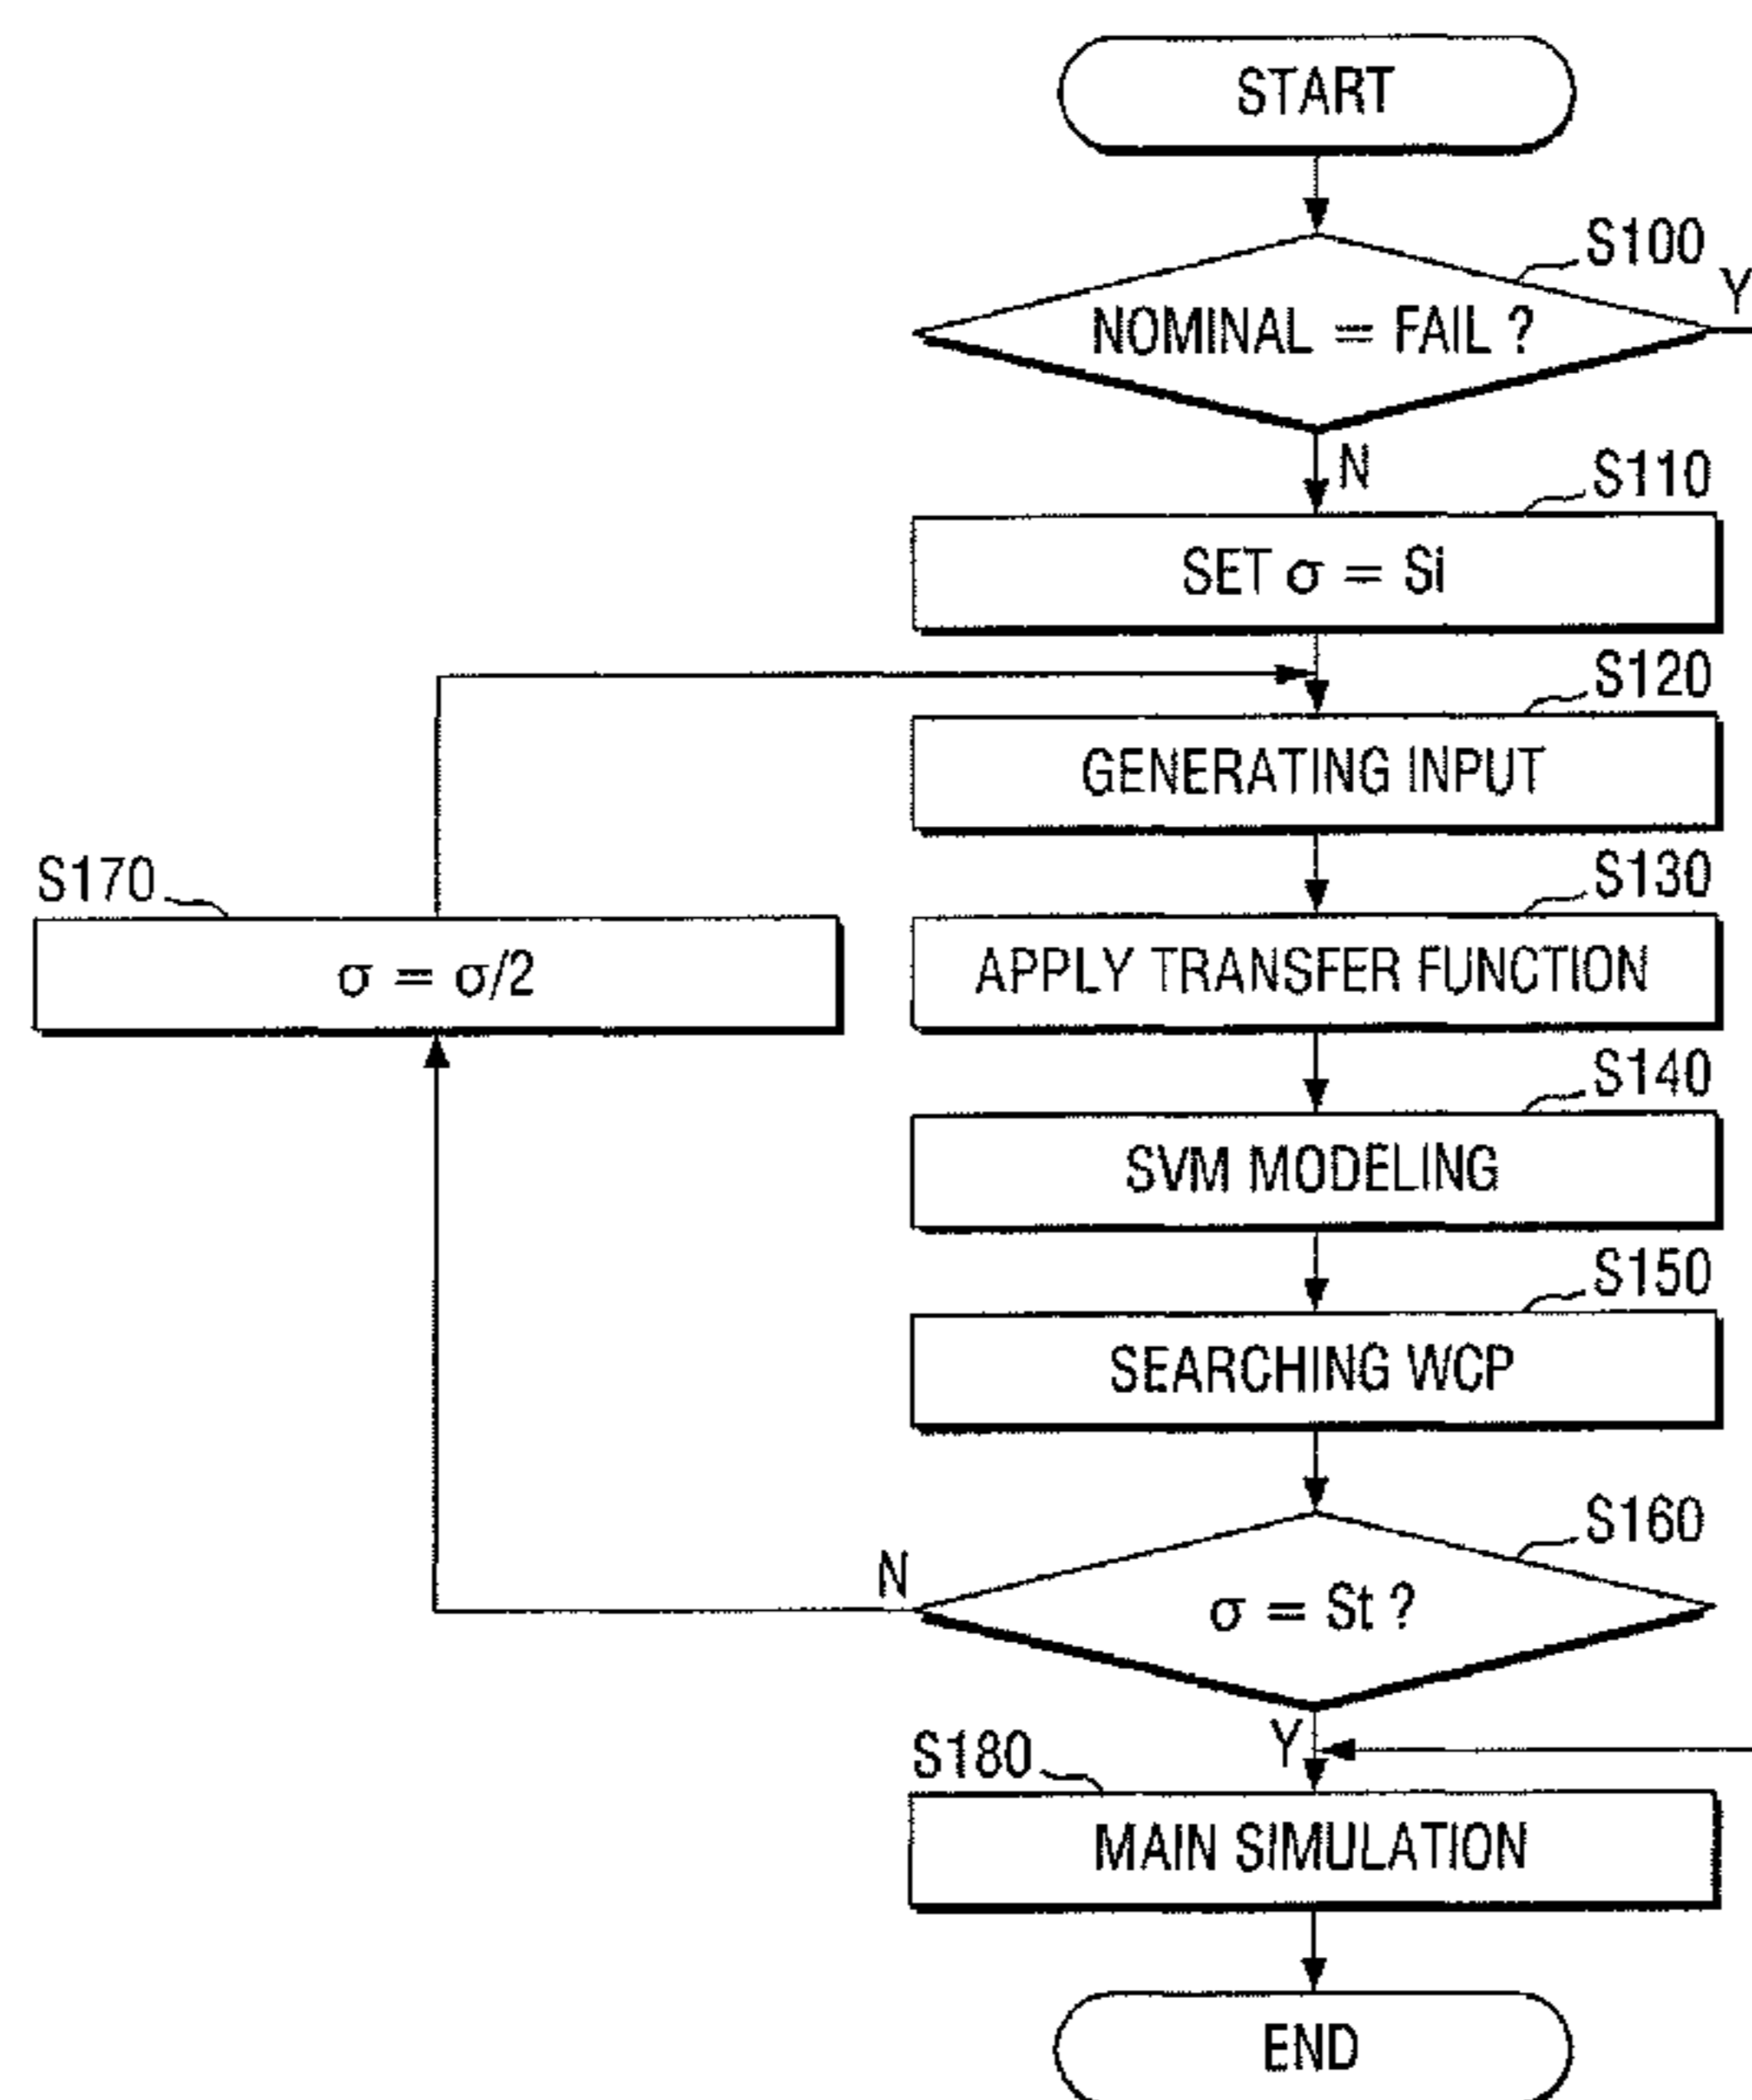 START
S100
NOMINAL = FAIL ?
Y
N
S110
SET σ = Si
S120
GENERATING INPUT
S170
σ = σ/2
S130
APPLY TRANSFER FUNCTION
S140
SVM MODELING
S150
SEARCHING WCP
S160
N
σ = St ?
Y
S180
MAIN SIMULATION
END